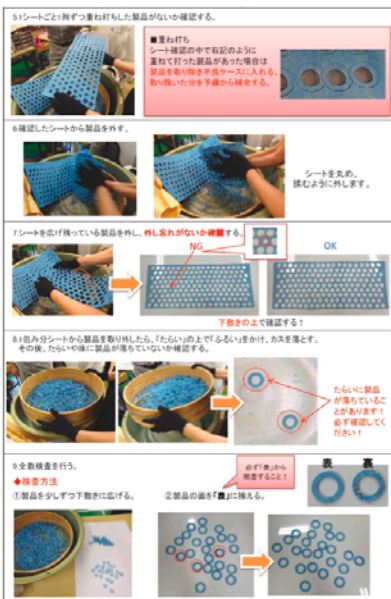 5.1シートごと1列ずつ重ね打ちした製品がないか確認する。
■重ね打ち
シート確認の中で右記のように
重ねて打った製品があった場合は
製品を取り除き不良ケースに入れる。
取り除いた分を予備から補充する。
6.確認したシートから製品を外す。
シートを丸め、
揉むように外します。
7.シートを広げ残っている製品を外し、外し忘れがないか確認する。
NG
OK
下敷きの上で確認する！
8.1包み分シートから製品を取り外したら、「たらい」の上で「ふるい」をかけ、カスを落とす。
その後、たらいや床に製品が落ちていないか確認する。
たらいに製品
が落ちているこ
とがあります！
必ず確認してく
ださい！
9.全数検査を行う。
◆検査方法
必ず「表」から
検査すること！
表
裏
①製品を少しずつ下敷きに広げる。
②製品の面を「表」に揃える。